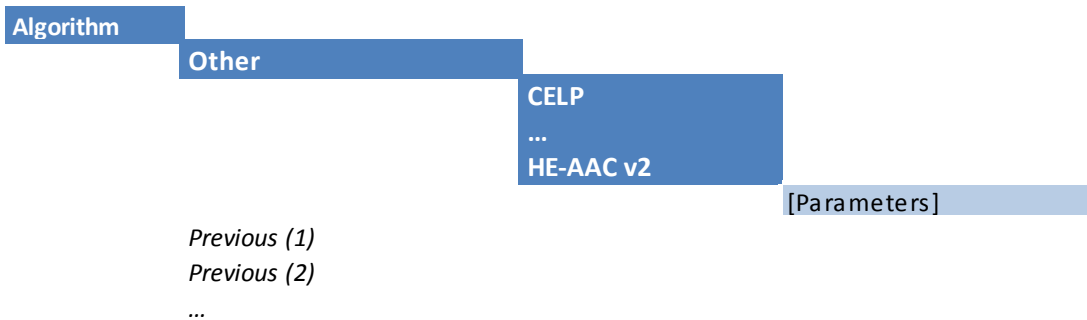 Algorithm
Other
CELP
...
HE-AAC v2
[Parameters]
Previous (1)
Previous (2)
...